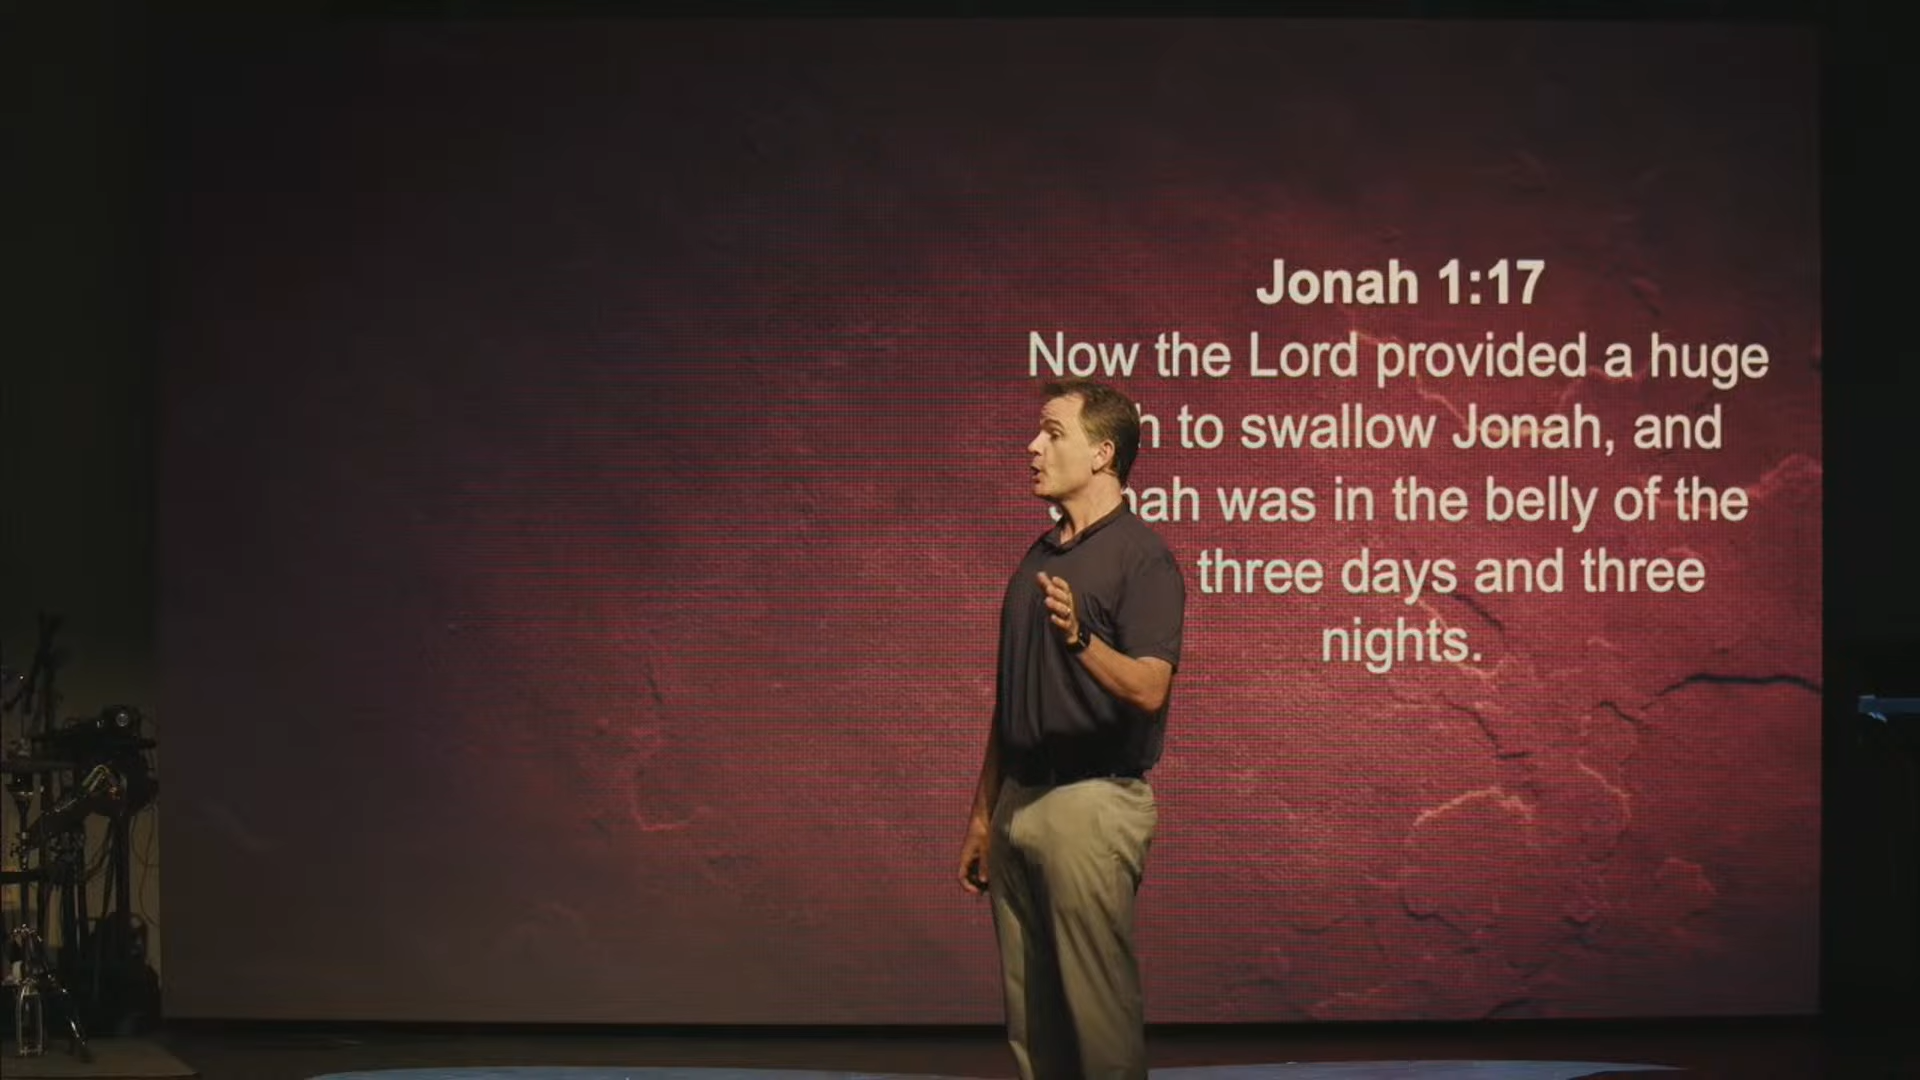 Jonah 1:17
Now the Lord provided a huge
to swallow Jonah, and
was in the belly of the
three days and three
nights.